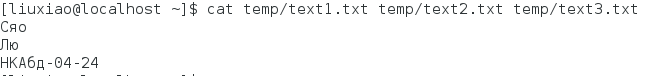 [liuxiao@localhost ~]$ cat temp/text1.txt temp/text2.txt temp/text3.txt
Сяо
Лю
НКАбд-04-24